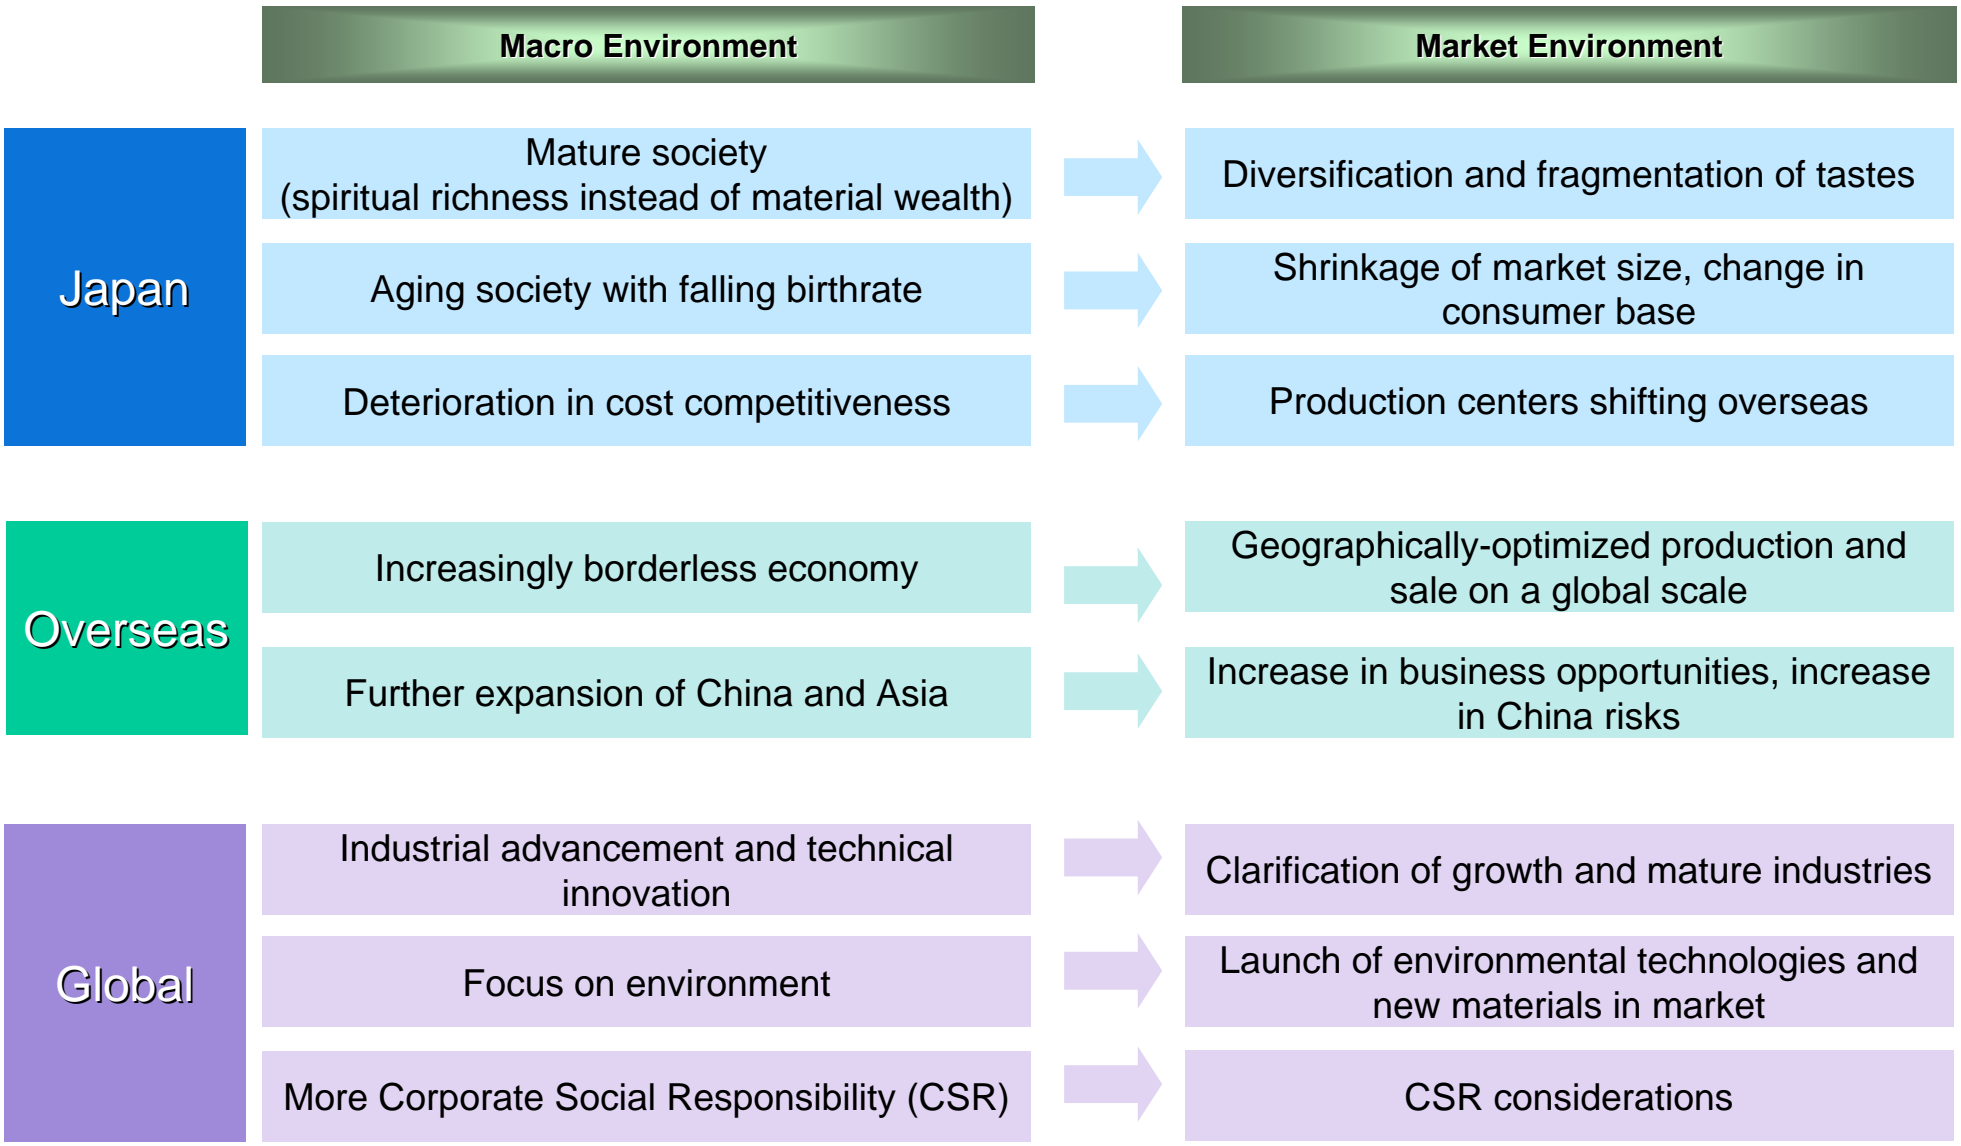 Macro Environment
Market Environment
Japan
Mature society
(spiritual richness instead of material wealth)
Diversification and fragmentation of tastes
Aging society with falling birthrate
Shrinkage of market size, change in
consumer base
Deterioration in cost competitiveness
Production centers shifting overseas
Overseas
Increasingly borderless economy
Geographically-optimized production and
sale on a global scale
Further expansion of China and Asia
Increase in business opportunities, increase
in China risks
Global
Industrial advancement and technical
innovation
Clarification of growth and mature industries
Focus on environment
Launch of environmental technologies and
new materials in market
More Corporate Social Responsibility (CSR)
CSR considerations